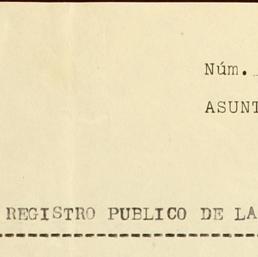 Núm.
ASUNT
REGISTRO PUBLICO DE LA